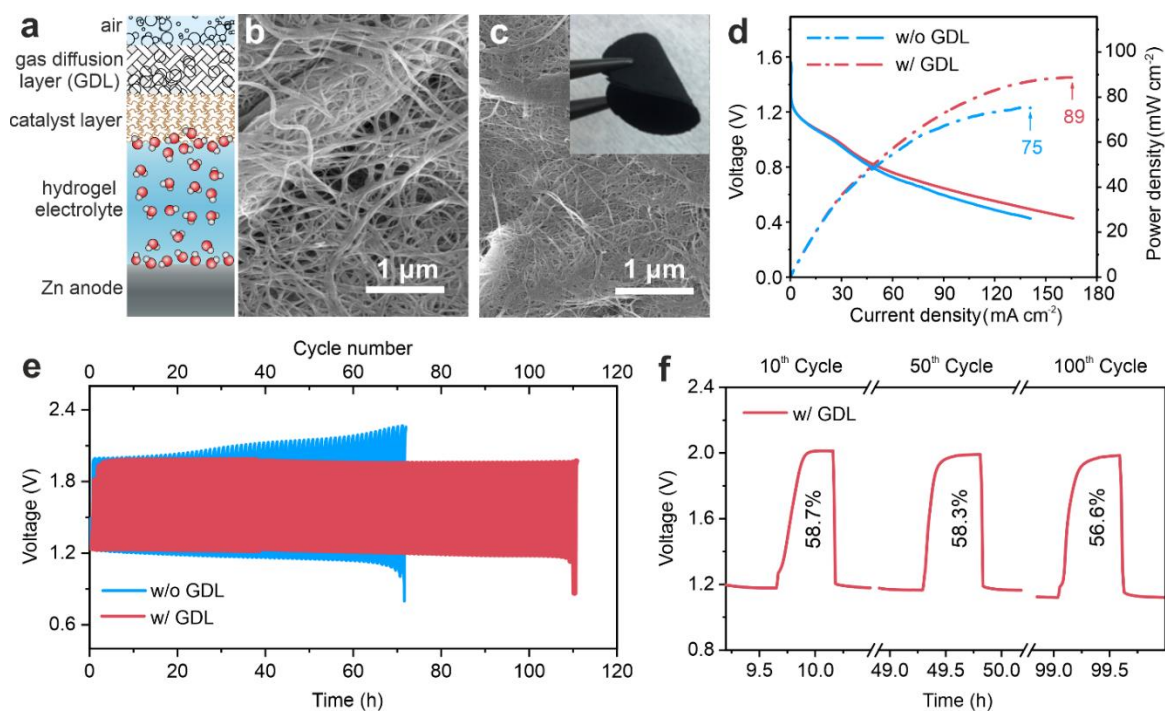 a
air
gas diffusion
layer (GDL)
catalyst layer
hydrogel
electrolyte
Zn anode
b
1 µm
c
1 µm
d
w/o GDL
w/ GDL
1.6
1.2
0.8
0.4
0.0
Voltage (V)
100
80
60
40
20
0
Power density (mW cm-2)
89
75
0 30 60 90 120 150 180
Current density (mA cm-2)
e
Cycle number
0 20 40 60 80 100 120
2.4
1.8
1.2
0.6
Voltage (V)
w/o GDL
w/ GDL
0 20 40 60 80 100 120
Time (h)
f
10th Cycle 50th Cycle 100th Cycle
2.4
2.0
1.6
1.2
0.8
Voltage (V)
w/ GDL
58.7%
58.3%
56.6%
9.5 10.0 49.0 49.5 50.0 99.0 99.5
Time (h)